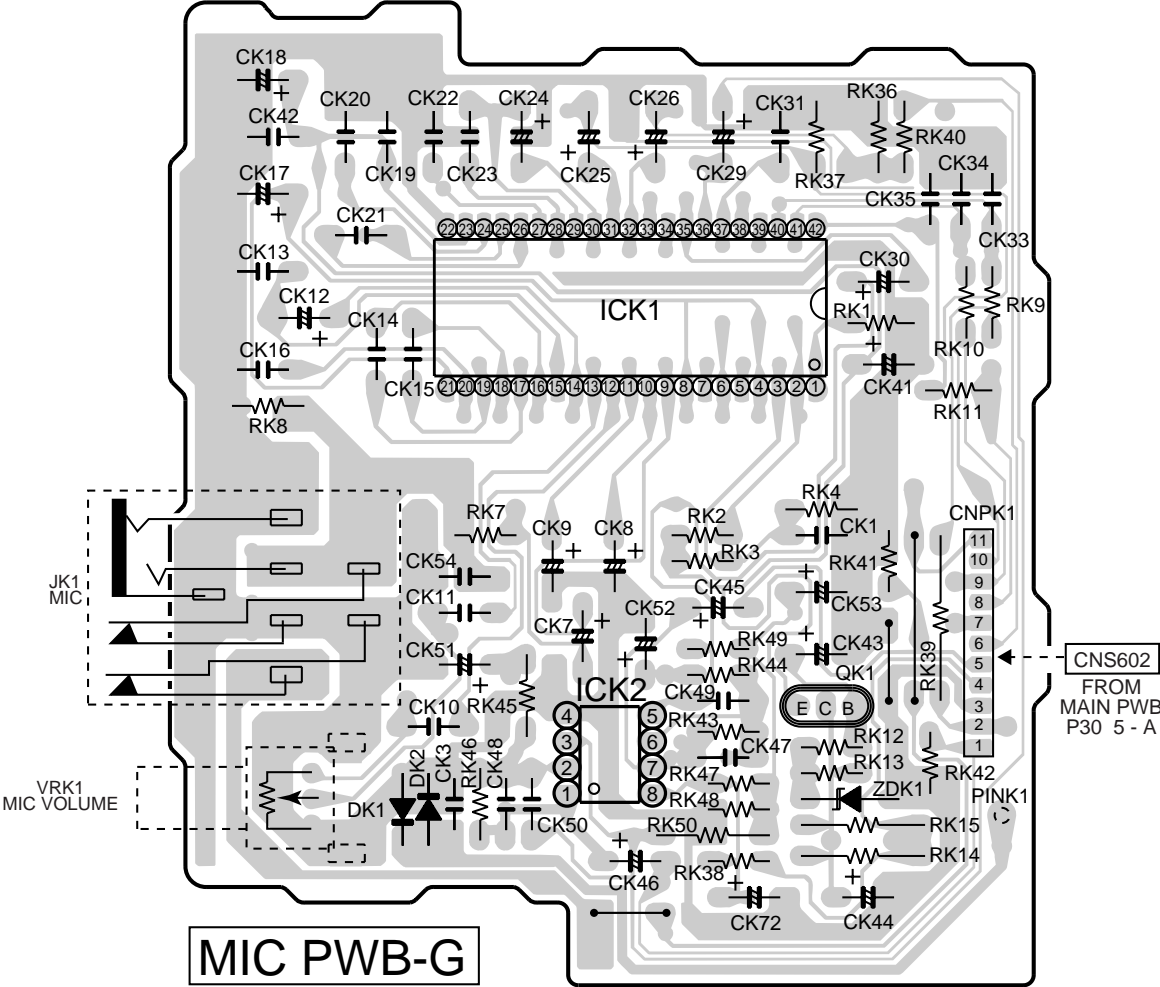 CK18
CK42
CK20
CK22
CK24
CK26
CK31
RK36
RK40
CK17
CK19
CK23
CK25
CK29
RK37
CK34
CK35
CK33
CK21
22 23 24 25 26 27 28 29 30 31 32 33 34 35 36 37 38 39 40 41 42
CK13
CK30
CK12
ICK1
RK1
RK9
CK14
RK10
CK16
CK15
21 20 19 18 17 16 15 14 13 12 11 10 9 8 7 6 5 4 3 2 1
CK41
RK11
RK8
RK4
RK7
CK9
CK8
RK2
CK1
CNPK1
RK3
RK41
11
10
9
8
7
6
5
4
3
2
1
CK54
JK1
MIC
CK11
CK45
CK53
CK52
CK7
RK49
CK43
CK51
RK44
RK39
CNS602
FROM
MAIN PWB
P30 5 - A
QK1
ICK2
CK49
RK45
E C B
CK10
RK43
4 5
3 6
2 7
1 8
RK12
CK47
RK13
RK42
DK2
CK3
RK46
CK48
RK47
ZDK1
PINK1
VRK1
MIC VOLUME
DK1
RK48
CK50
RK50
RK15
RK14
CK46
RK38
CK72
CK44
MIC PWB-G